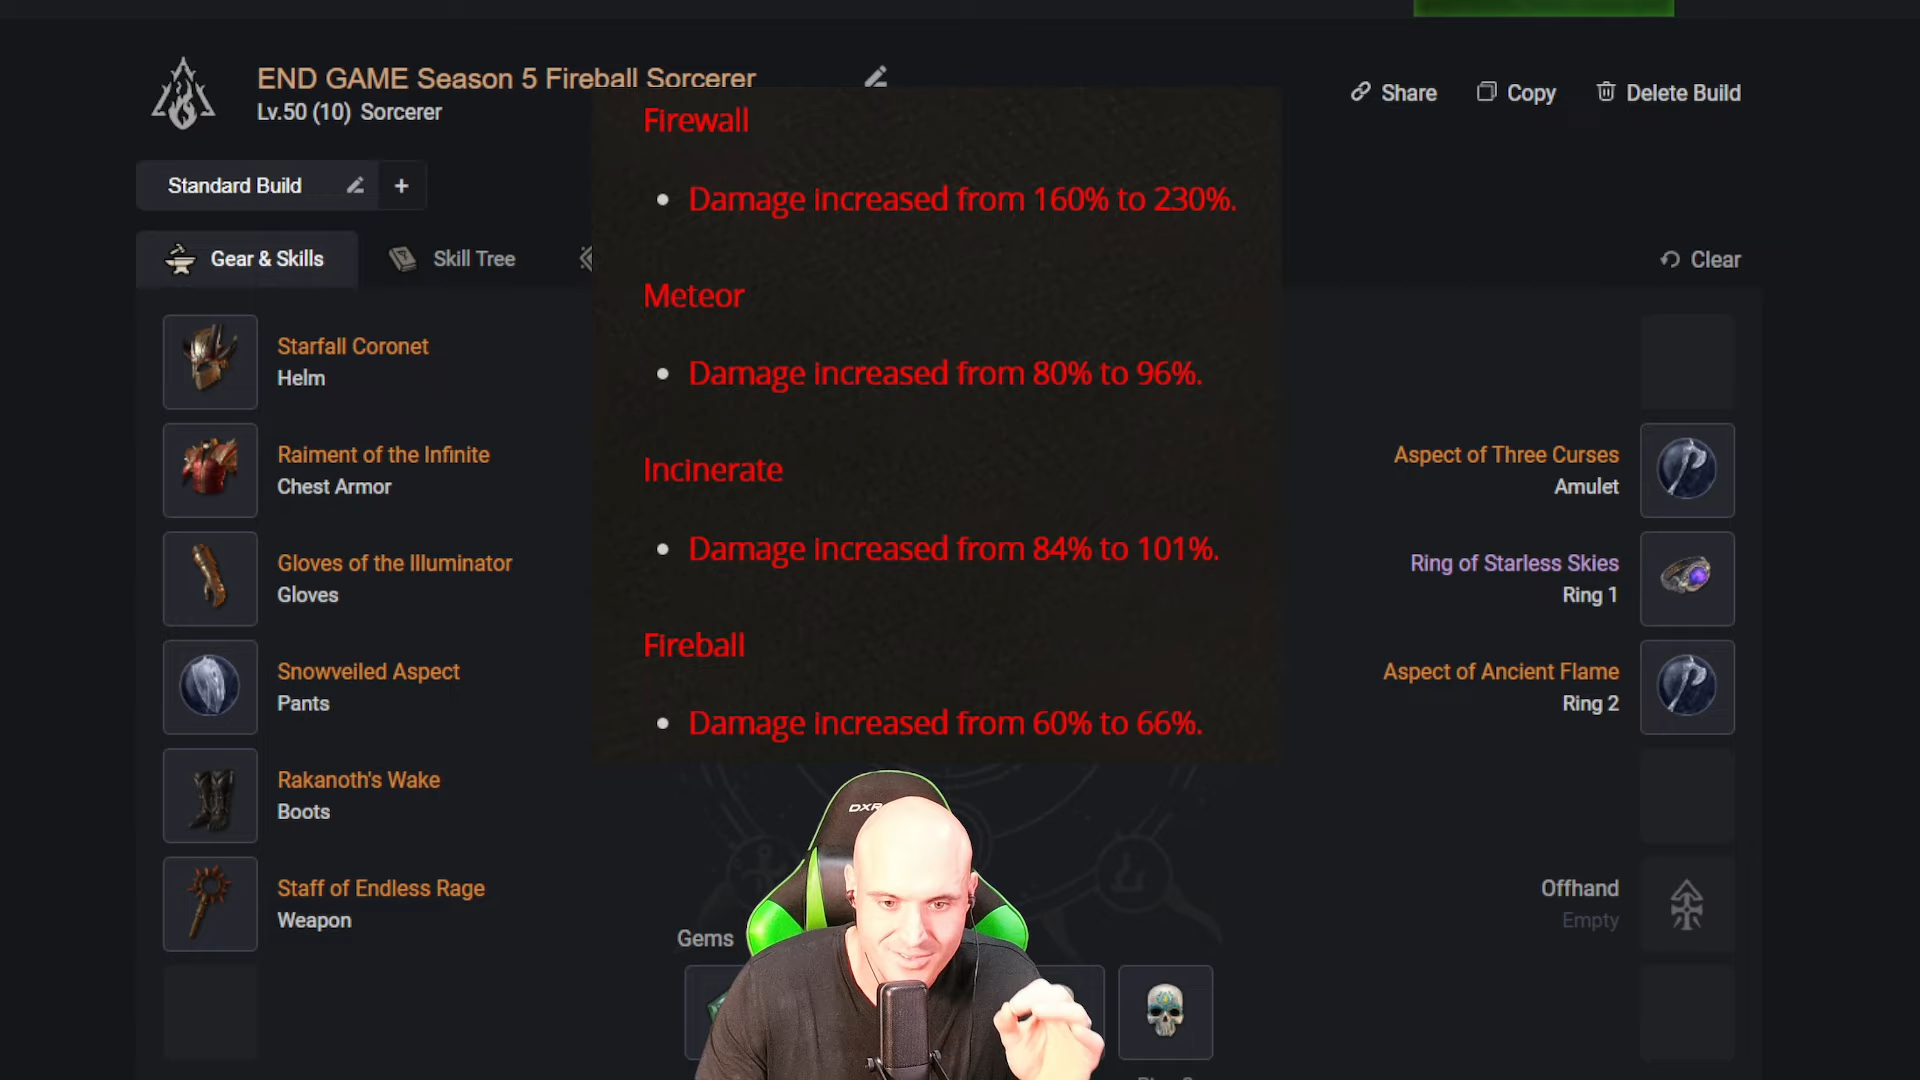 END GAME Season 5 Fireball Sorcerer
Lv.50 (10) Sorcerer
Share
Copy
Delete Build
Standard Build
+
Gear & Skills
Skill Tree
Clear
Firewall
• Damage increased from 160% to 230%.
Meteor
• Damage increased from 80% to 96%.
Incinerate
• Damage increased from 84% to 101%.
Fireball
• Damage increased from 60% to 66%.
Starfall Coronet
Helm
Raiment of the Infinite
Chest Armor
Gloves of the Illuminator
Gloves
Snowveiled Aspect
Pants
Rakanoth's Wake
Boots
Staff of Endless Rage
Weapon
Aspect of Three Curses
Amulet
Ring of Starless Skies
Ring 1
Aspect of Ancient Flame
Ring 2
Offhand
Empty
Gems